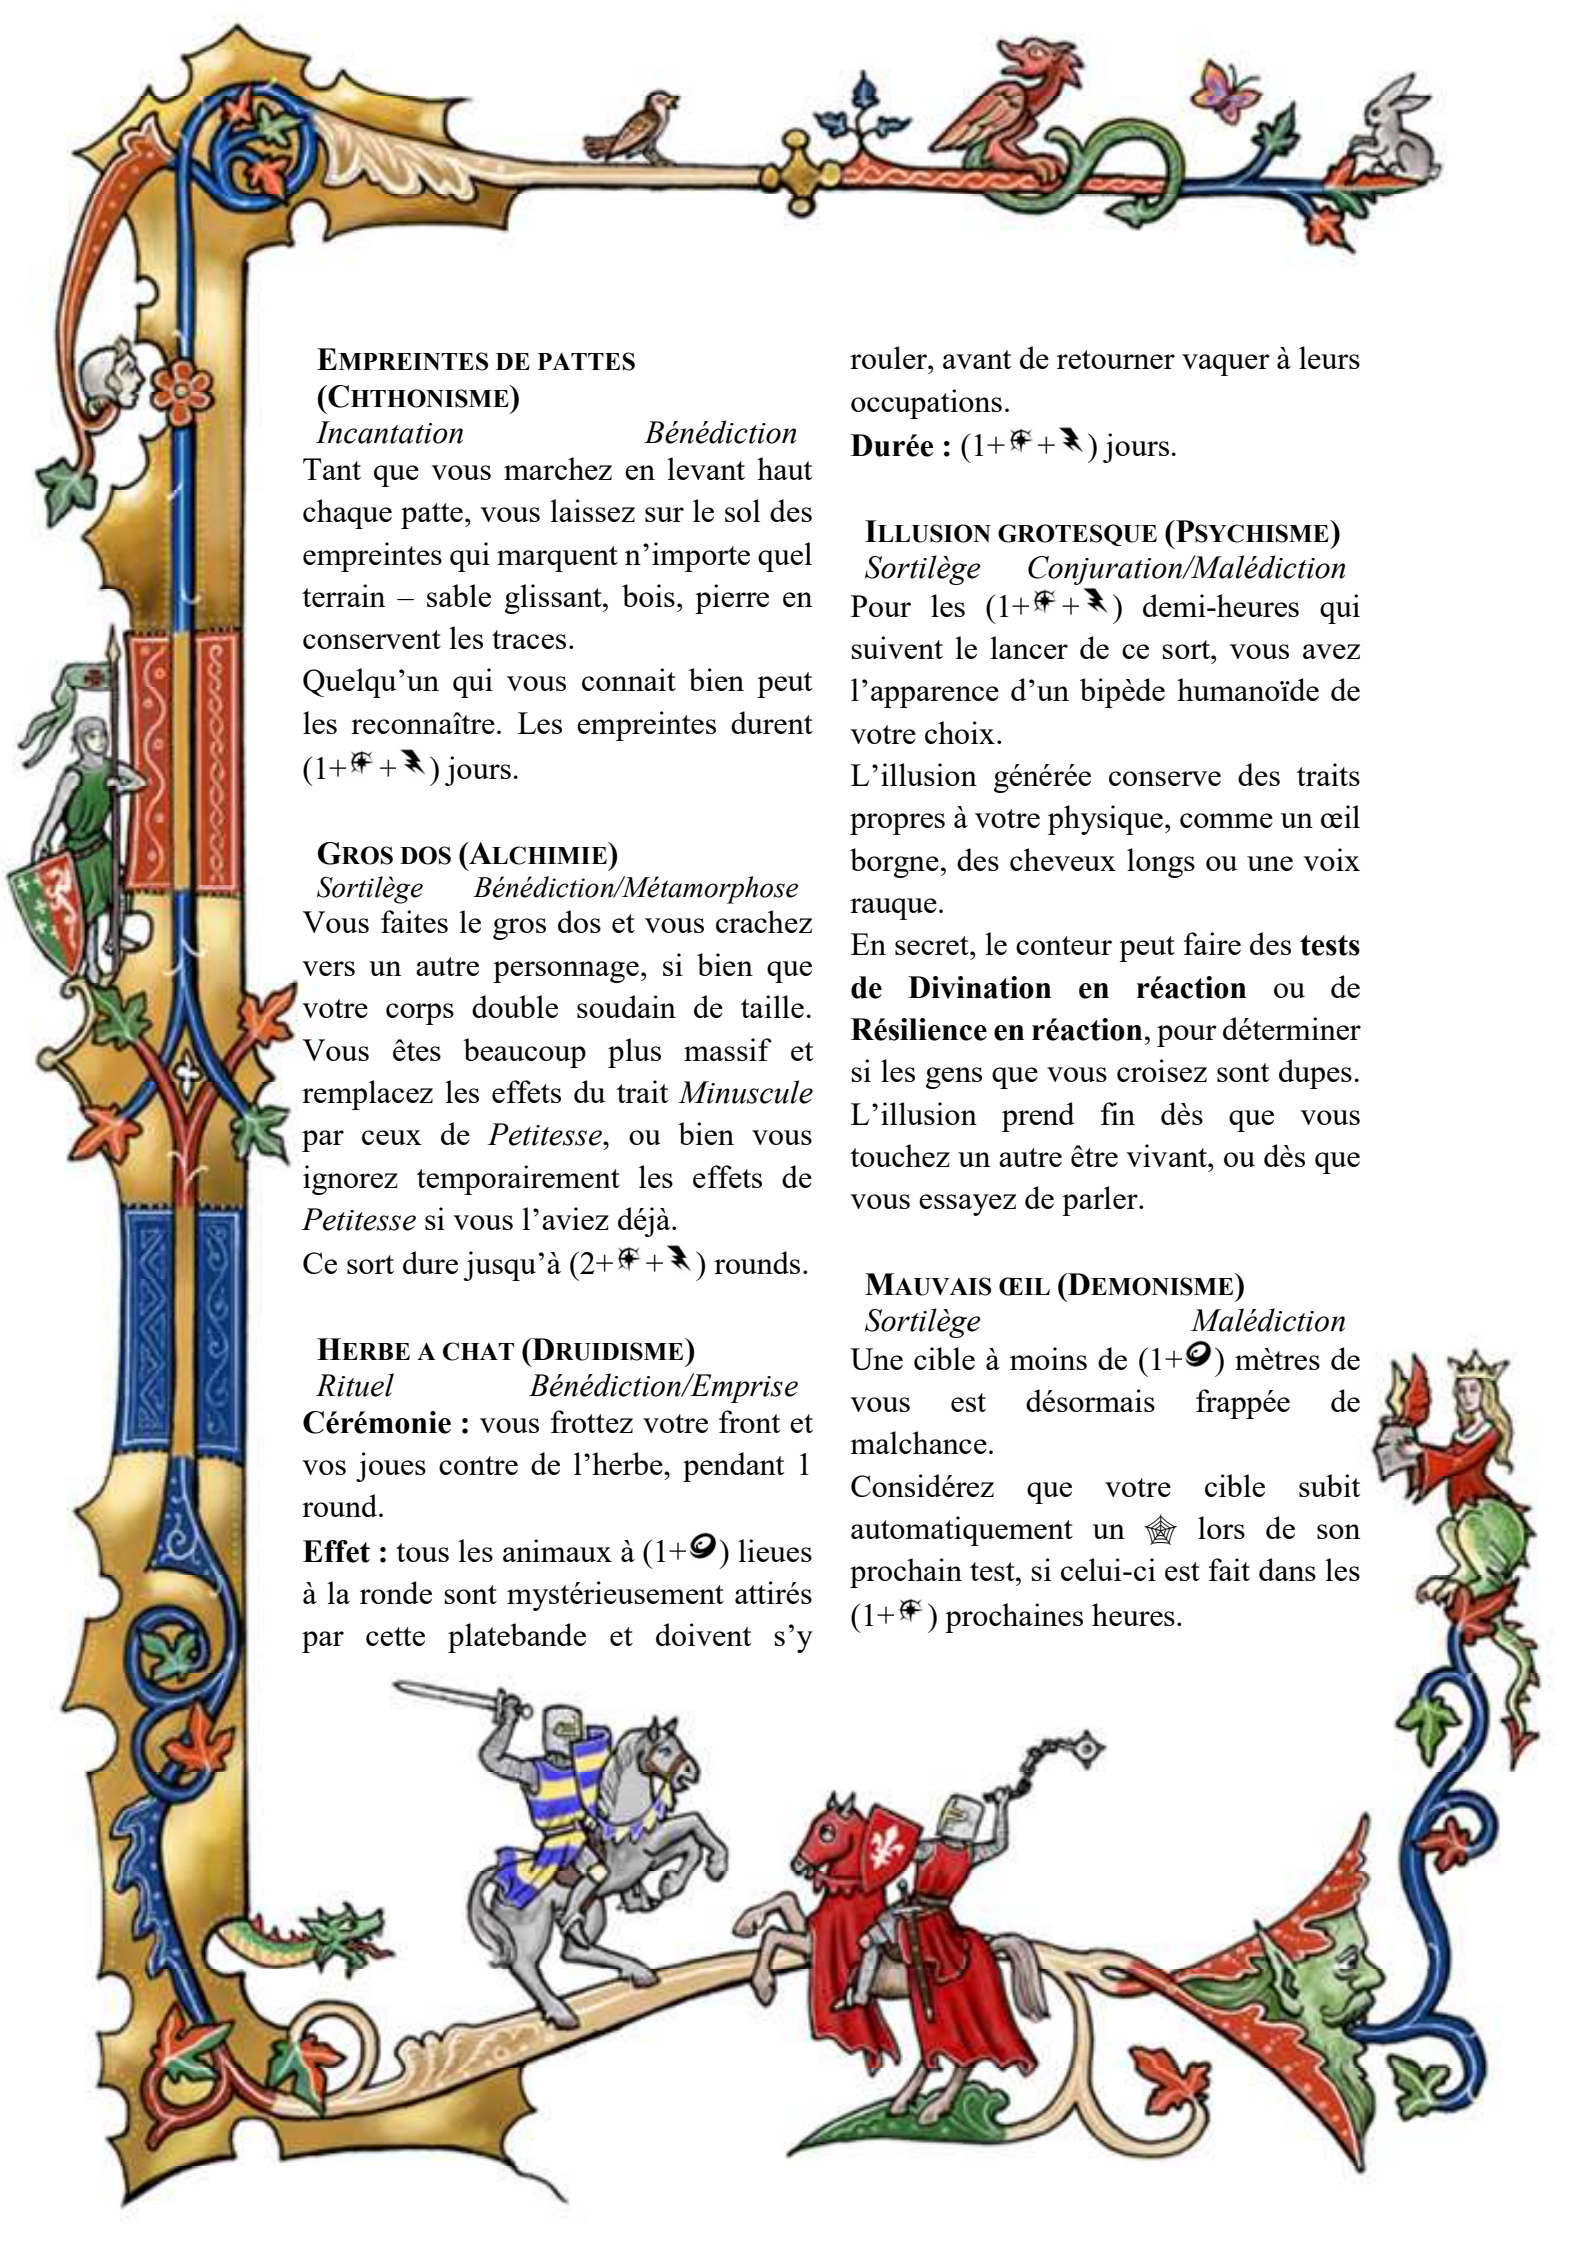 EMPREINTES DE PATTES
(CHTHONISME)
Incantation Bénédiction
Tant que vous marchez en levant haut
chaque patte, vous laissez sur le sol des
empreintes qui marquent n’importe quel
terrain – sable glissant, bois, pierre en
conservent les traces.
Quelqu’un qui vous connait bien peut
les reconnaître. Les empreintes durent
(1+ + ) jours.
GROS DOS (ALCHIMIE)
Sortilège Bénédiction/Métamorphose
Vous faites le gros dos et vous crachez
vers un autre personnage, si bien que
votre corps double soudain de taille.
Vous êtes beaucoup plus massif et
remplacez les effets du trait Minuscule
par ceux de Petitesse, ou bien vous
ignorez temporairement les effets de
Petitesse si vous l’aviez déjà.
Ce sort dure jusqu’à (2+ + ) rounds.
HERBE A CHAT (DRUIDISME)
Rituel Bénédiction/Emprise
Cérémonie : vous frottez votre front et
vos joues contre de l’herbe, pendant 1
round.
Effet : tous les animaux à (1+ ) lieues
à la ronde sont mystérieusement attirés
par cette platebande et doivent s’y
rouler, avant de retourner vaquer à leurs
occupations.
Durée : (1+ + ) jours.
ILLUSION GROTESQUE (PSYCHISME)
Sortilège Conjuration/Malédiction
Pour les (1+ + ) demi-heures qui
suivent le lancer de ce sort, vous avez
l’apparence d’un bipède humanoïde de
votre choix.
L’illusion générée conserve des traits
propres à votre physique, comme un œil
borgne, des cheveux longs ou une voix
rauque.
En secret, le conteur peut faire des tests
de Divination en réaction ou de
Résilience en réaction, pour déterminer
si les gens que vous croisez sont dupes.
L’illusion prend fin dès que vous
touchez un autre être vivant, ou dès que
vous essayez de parler.
MAUVAIS ŒIL (DEMONISME)
Sortilège Malédiction
Une cible à moins de (1+ ) mètres de
vous est désormais frappée de
malchance.
Considérez que votre cible subit
automatiquement un lors de son
prochain test, si celui-ci est fait dans les
(1+ ) prochaines heures.